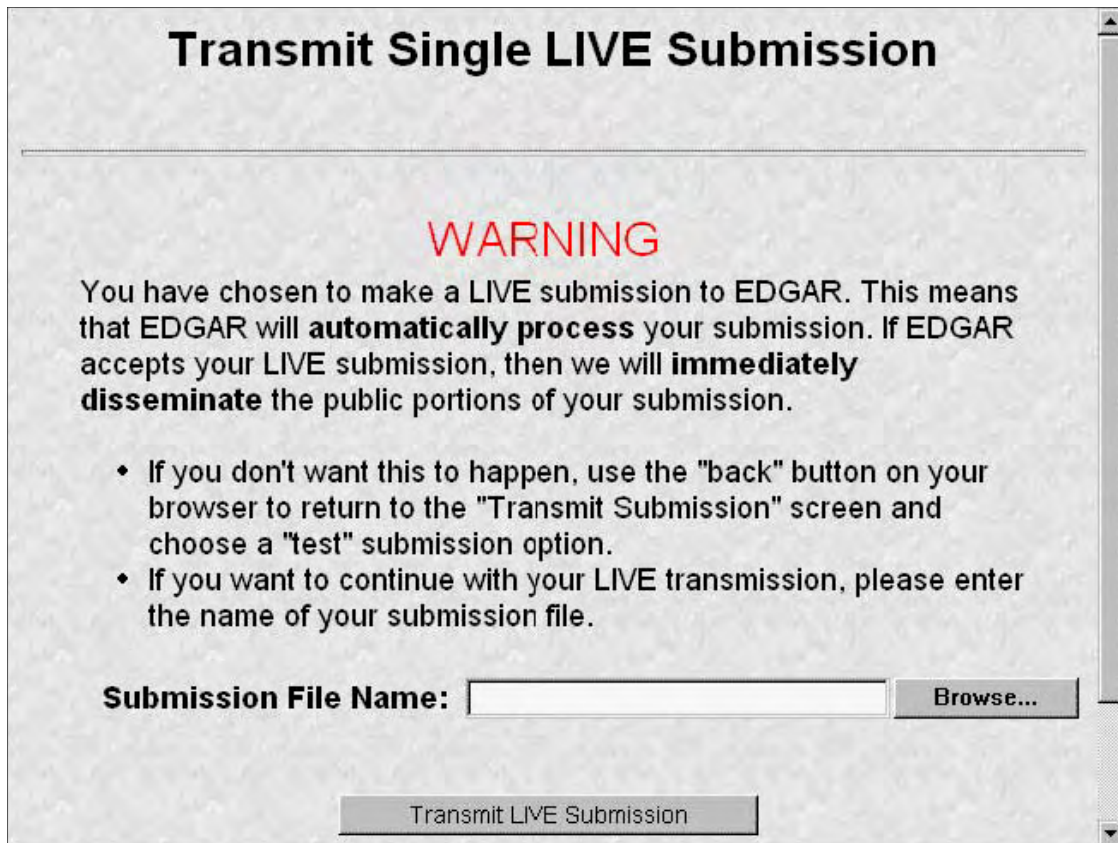 Transmit Single LIVE Submission
WARNING
You have chosen to make a LIVE submission to EDGAR. This means
that EDGAR will automatically process your submission. If EDGAR
accepts your LIVE submission, then we will immediately
disseminate the public portions of your submission.
• If you don't want this to happen, use the "back" button on your
browser to return to the "Transmit Submission" screen and
choose a "test" submission option.
• If you want to continue with your LIVE transmission, please enter
the name of your submission file.
Submission File Name: Browse...
Transmit LIVE Submission